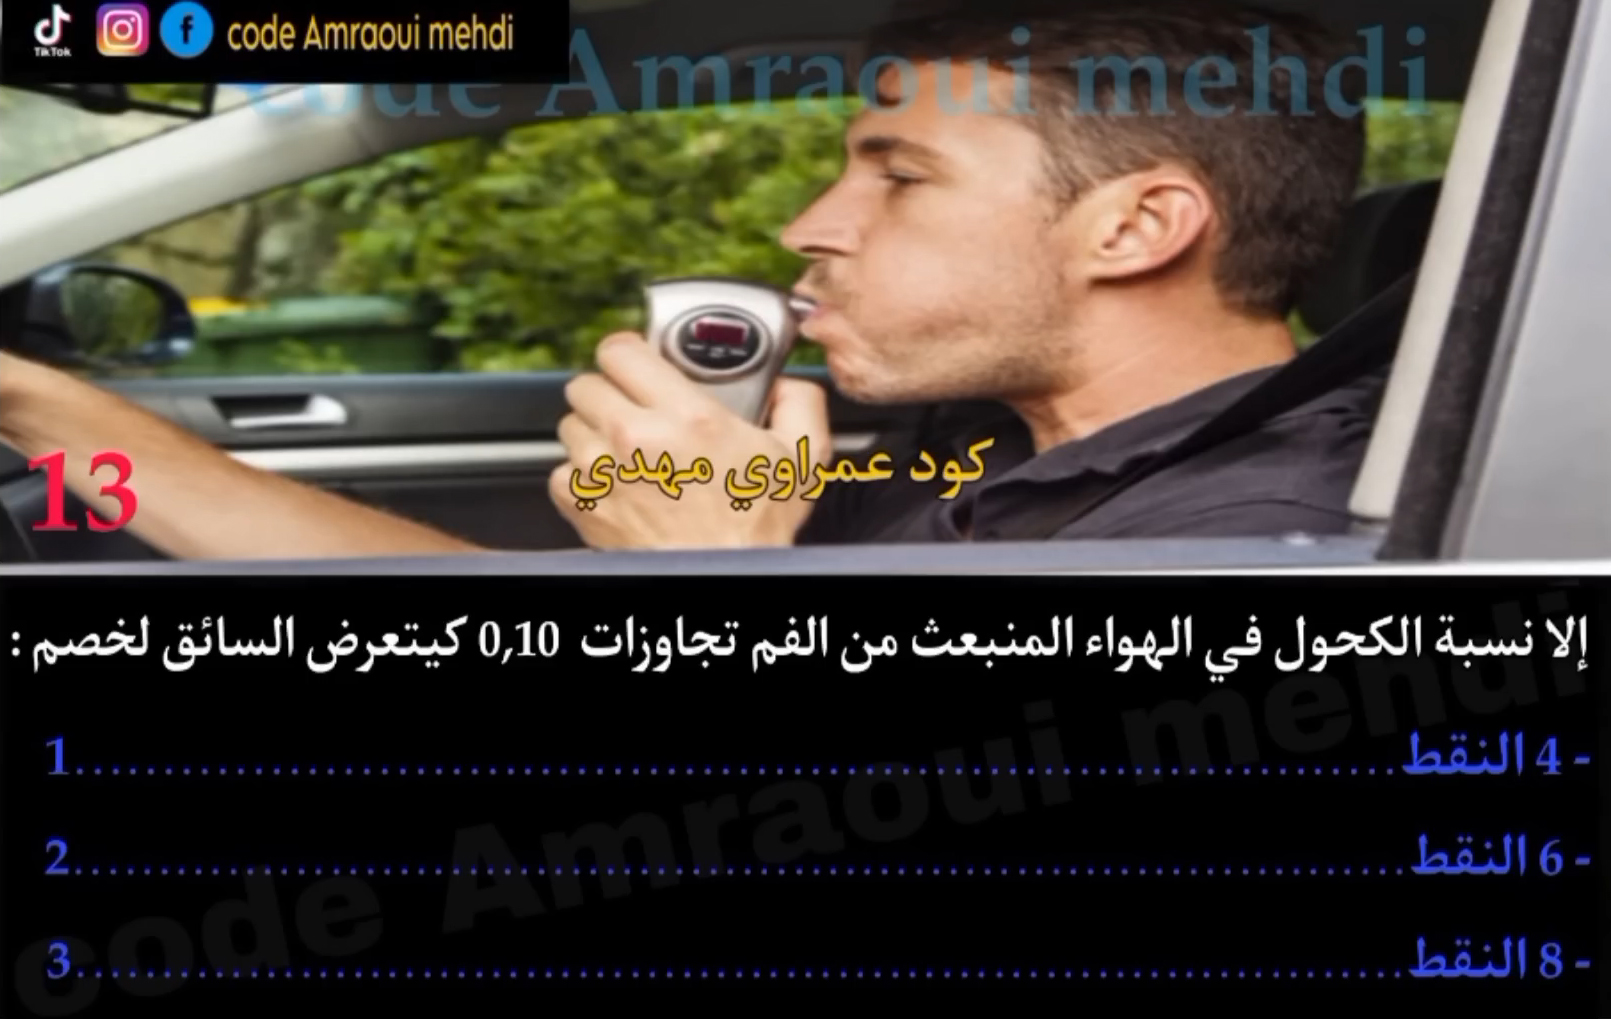 TikTok
code Amraoui mehdi
code Amraoui mehdi
كود عمراوي مهدي
13
إلا نسبة الكحول في الهواء المنبعث من الفم تجاوزات 0,10 كيتعرض السائق لخصم :
- 4 النقط......................................................1
- 6 النقط......................................................2
- 8 النقط......................................................3
code Amraoui mehdi